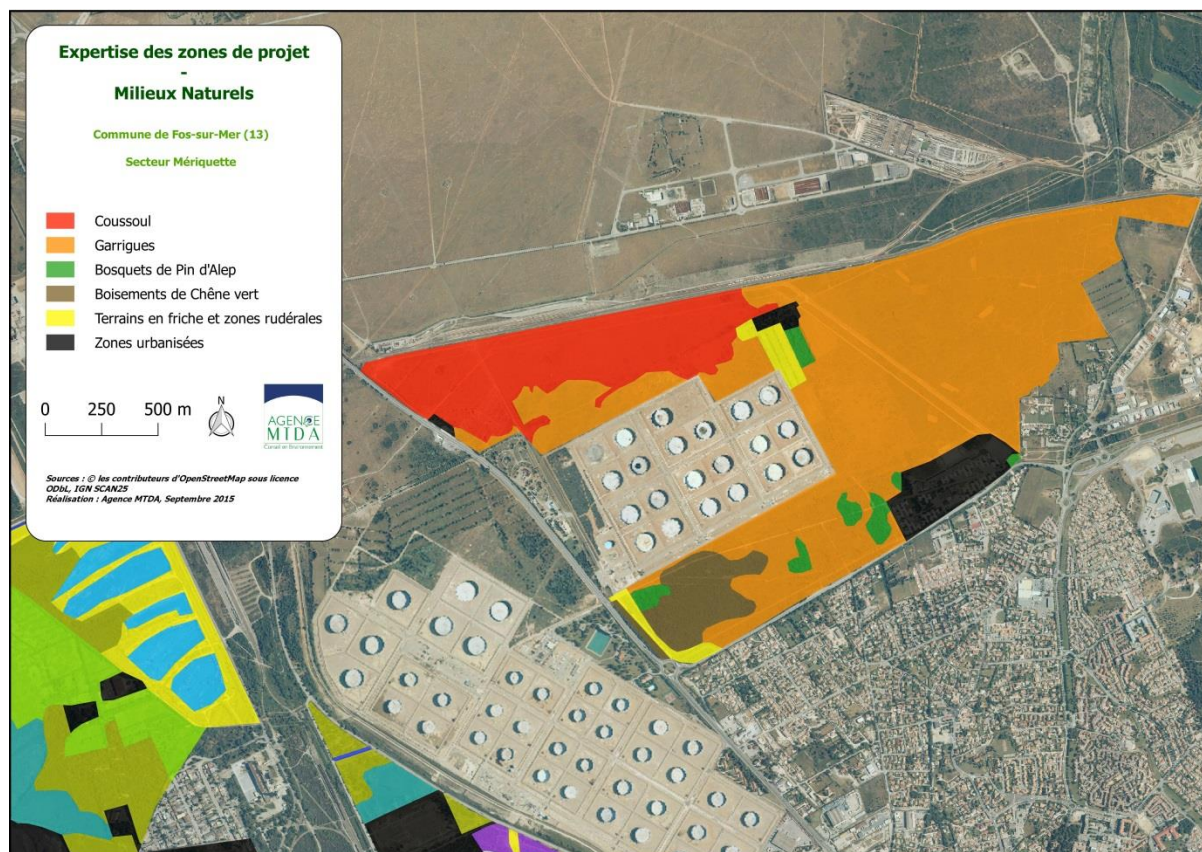 Expertise des zones de projet
-
Milieux Naturels
Commune de Fos-sur-Mer (13)
Secteur Mériquette
Coussoul
Garrigues
Bosquets de Pin d'Alep
Boisements de Chêne vert
Terrains en friche et zones rudérales
Zones urbanisées
0 250 500 m
N
AGENCE
MTDA
Conseil en Environnement
Sources : © les contributeurs d'OpenStreetMap sous licence
ODbL, IGN SCAN25
Réalisation : Agence MTDA, Septembre 2015